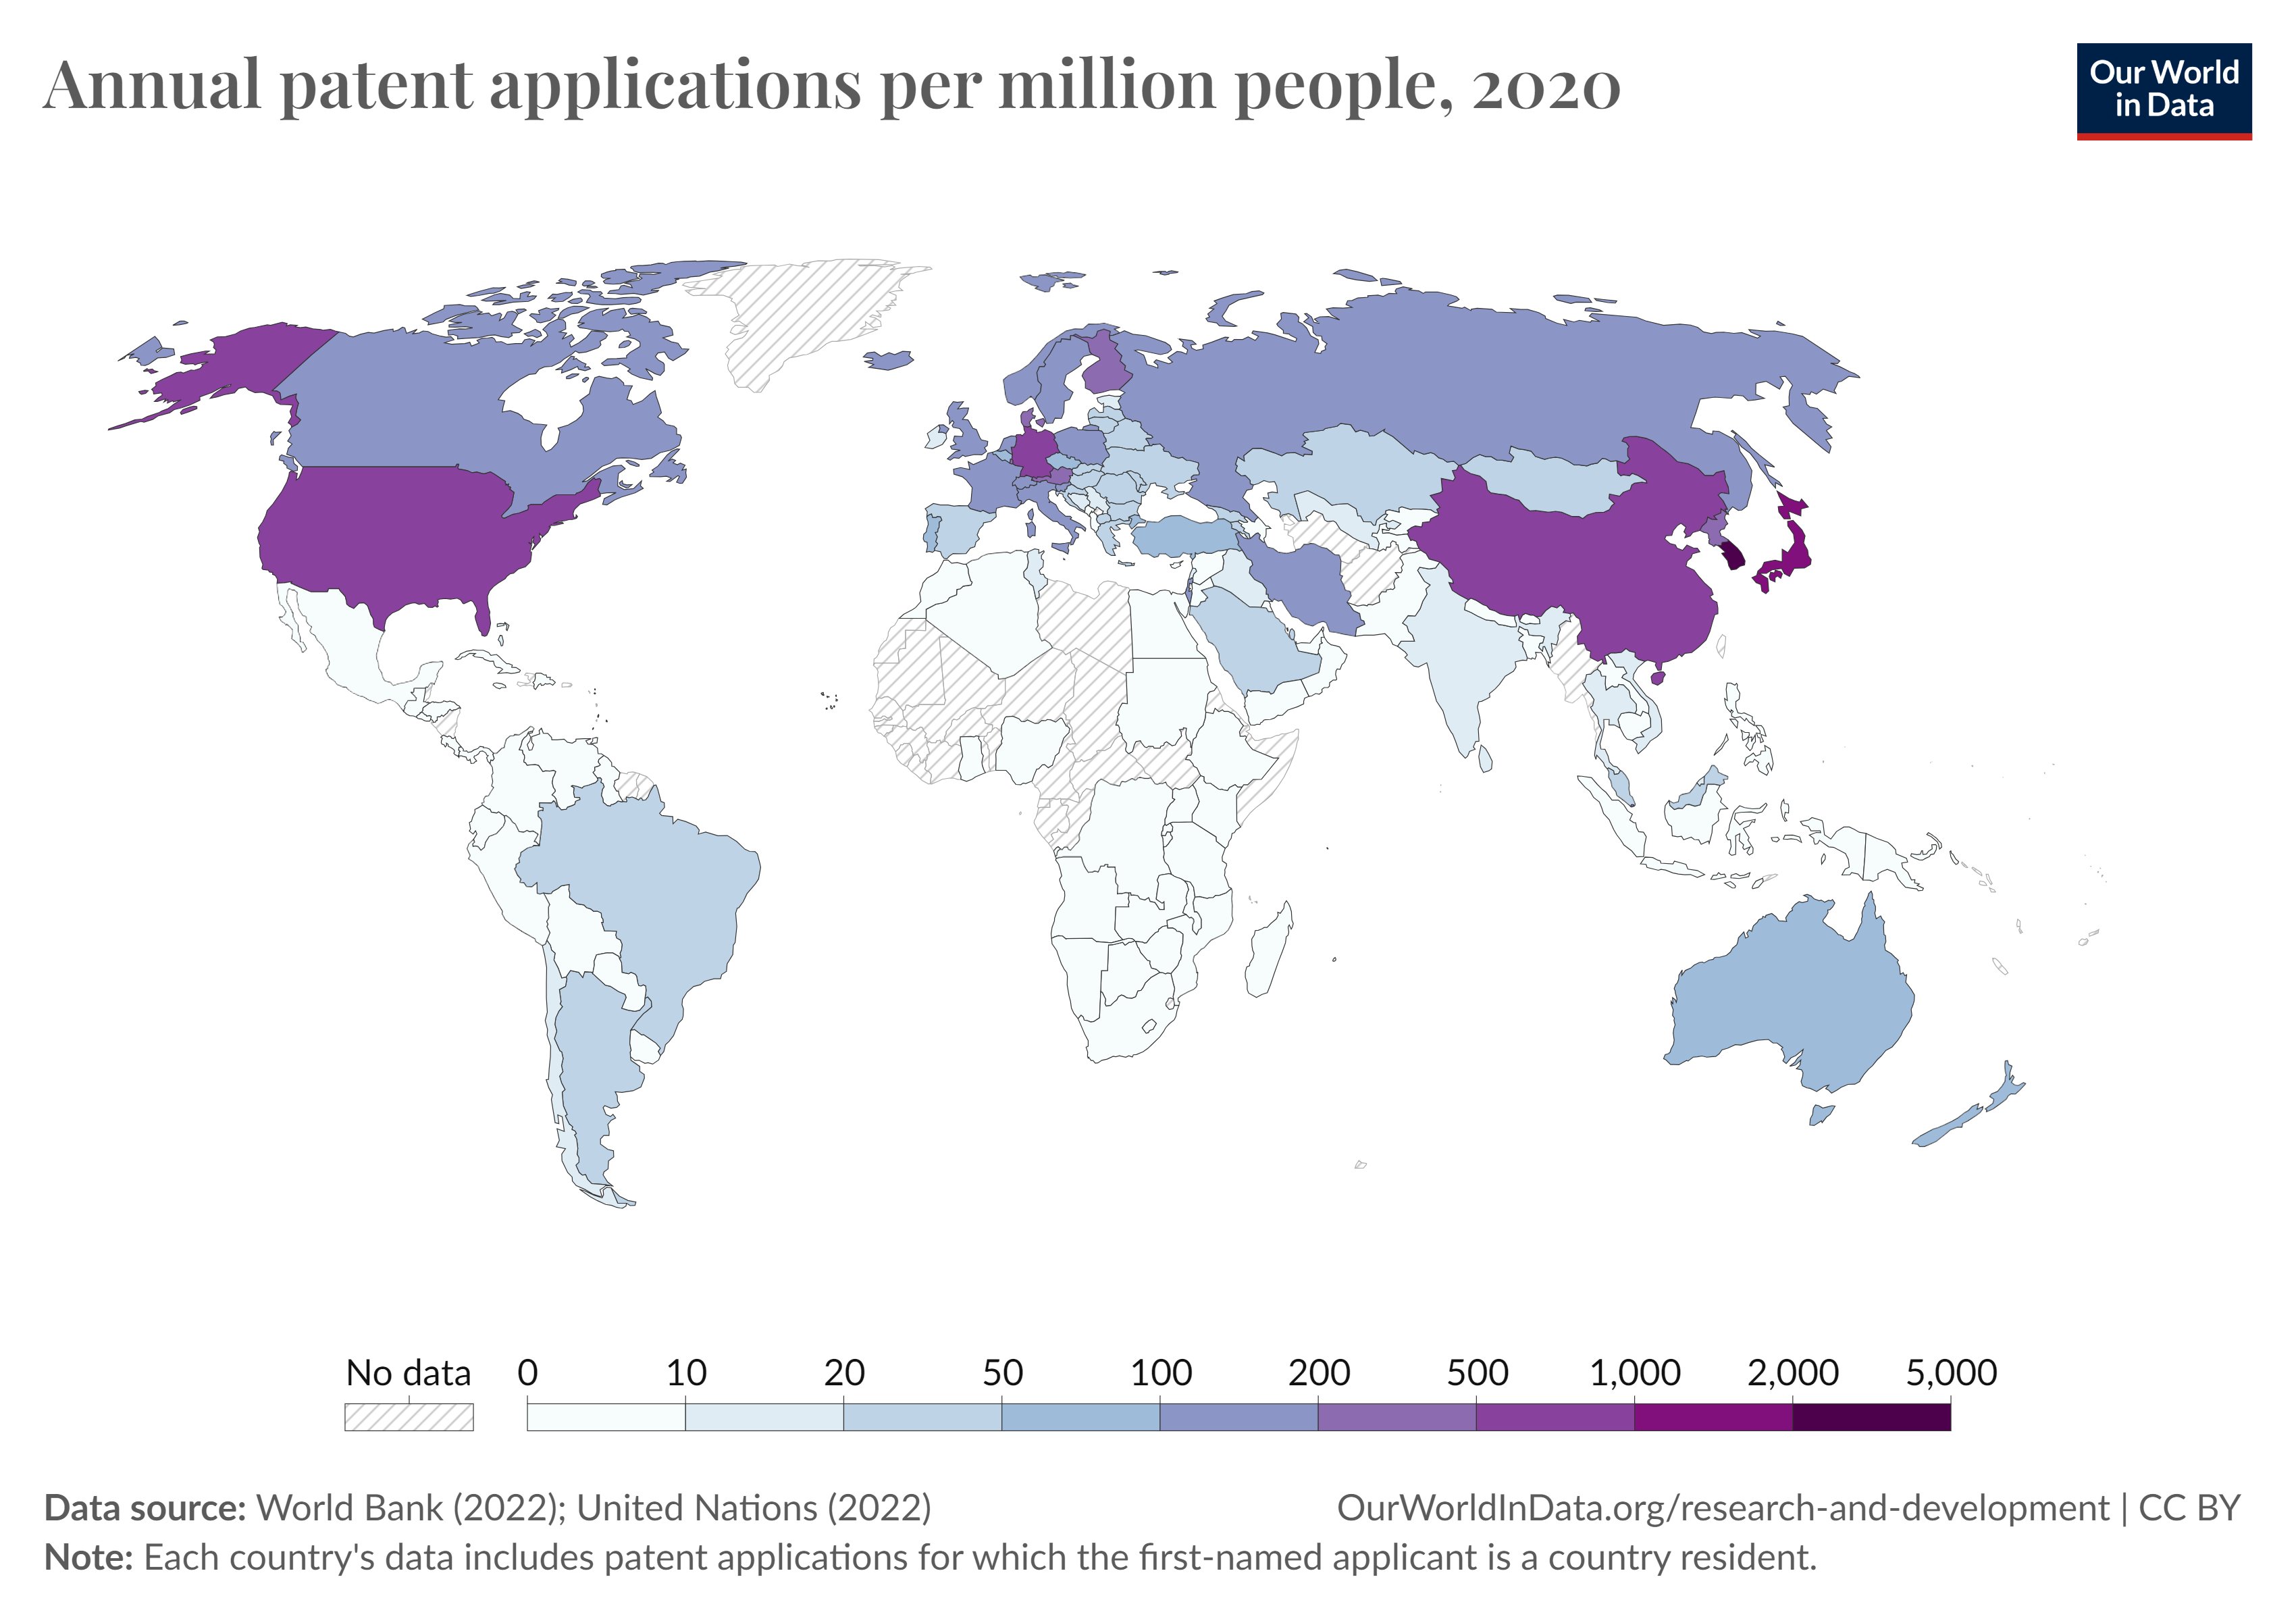 Annual patent applications per million people, 2020
Our World
in Data
No data 0 10 20 50 100 200 500 1,000 2,000 5,000
Data source: World Bank (2022); United Nations (2022)
OurWorldInData.org/research-and-development | CC BY
Note: Each country's data includes patent applications for which the first-named applicant is a country resident.